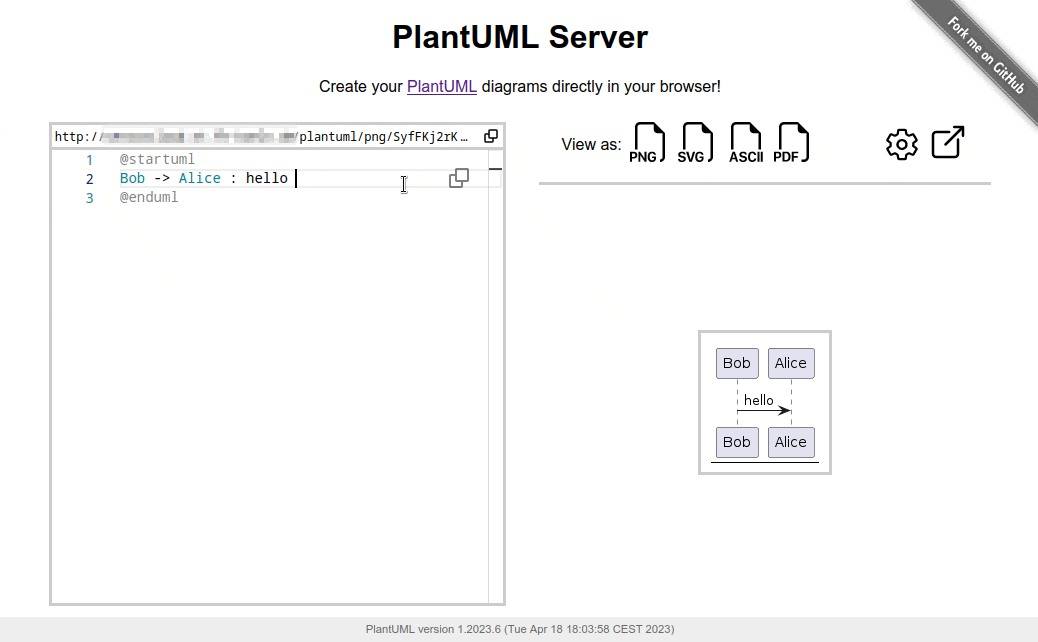 PlantUML Server
Fork me on GitHub
Create your PlantUML diagrams directly in your browser!
http:// /plantuml/png/SyfFKj2rK…
1 @startuml
2 Bob -> Alice : hello
3 @enduml
View as: PNG SVG ASCII PDF
Bob Alice
hello
Bob Alice
PlantUML version 1.2023.6 (Tue Apr 18 18:03:58 CEST 2023)